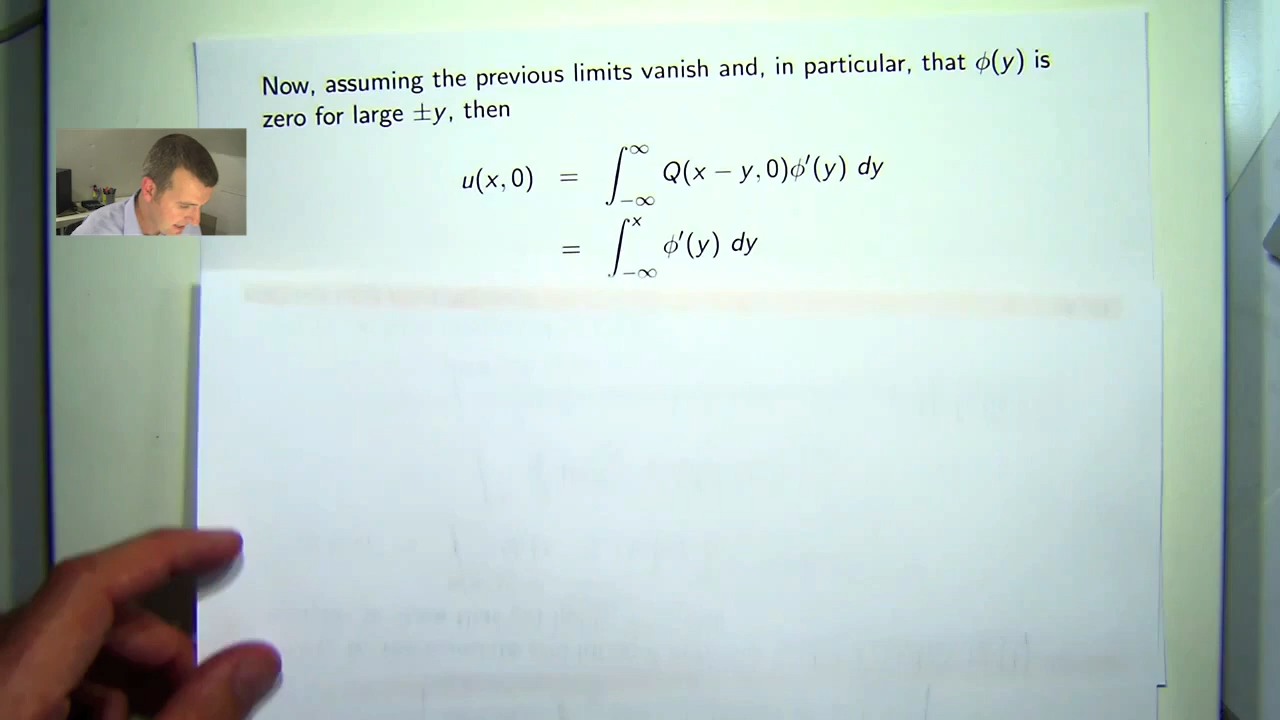 Now, assuming the previous limits vanish and, in particular, that ϕ(y) is
zero for large ±y, then
u(x, 0) = ∫_{−∞}^{∞} Q(x − y, 0)ϕ′(y) dy
= ∫_{−∞}^{x} ϕ′(y) dy